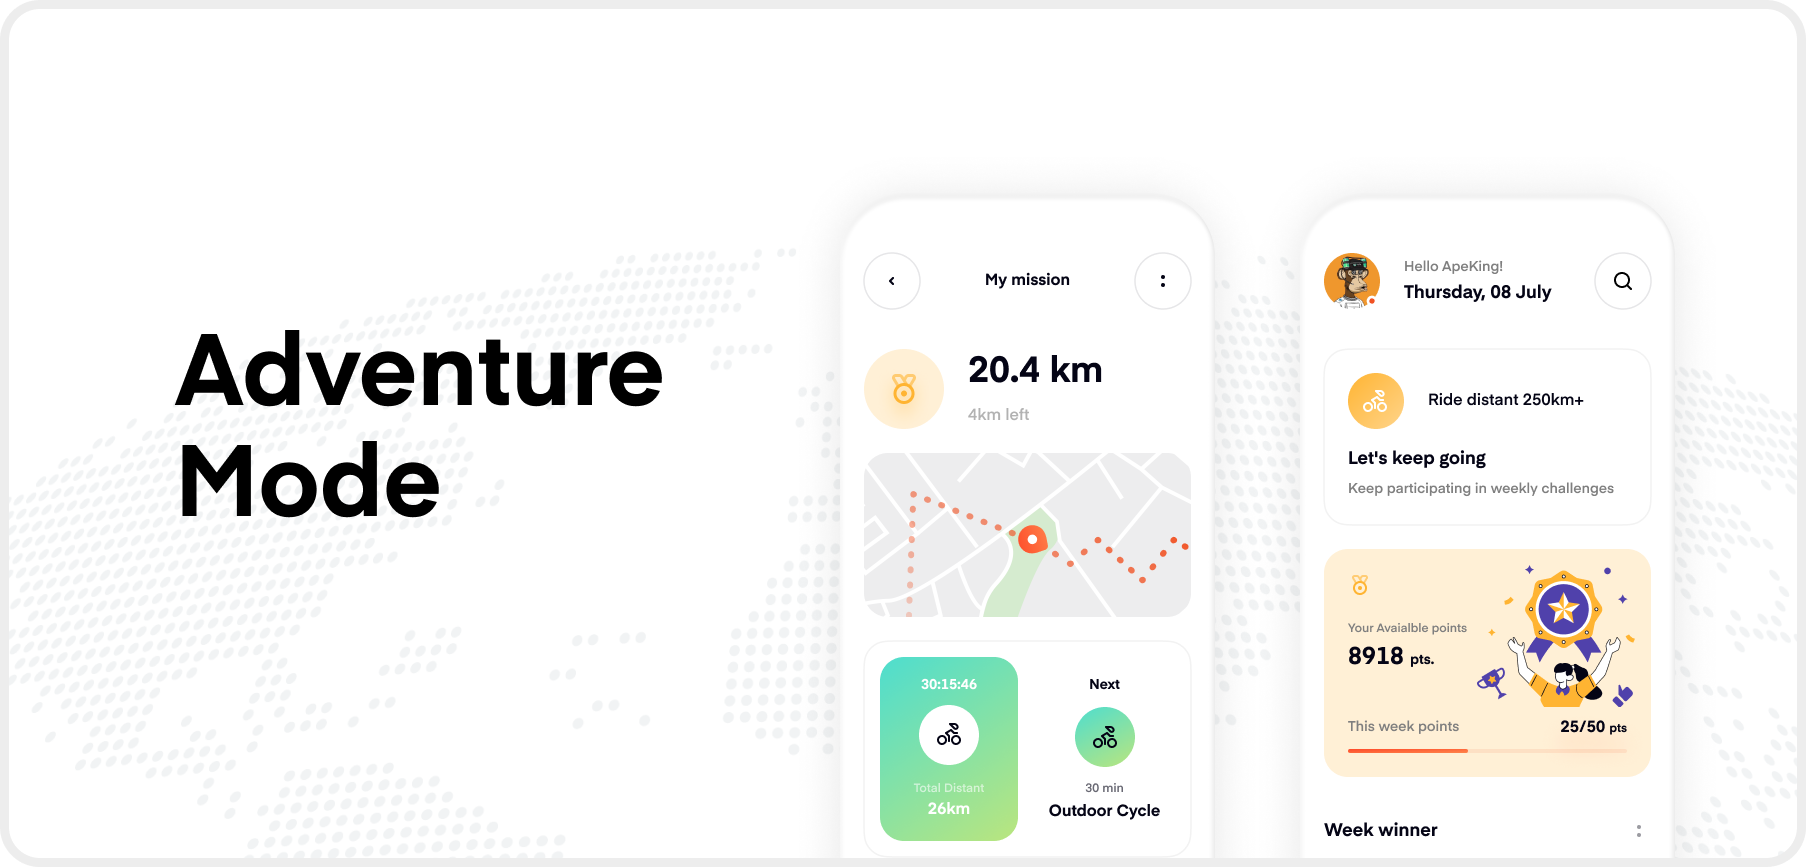 Adventure
Mode
My mission
20.4 km
4km left
30:15:46
Total Distant
26km
Next
30 min
Outdoor Cycle
Hello ApeKing!
Thursday, 08 July
Ride distant 250km+
Let's keep going
Keep participating in weekly challenges
Your Avaialble points
8918 pts.
This week points
25/50 pts
Week winner